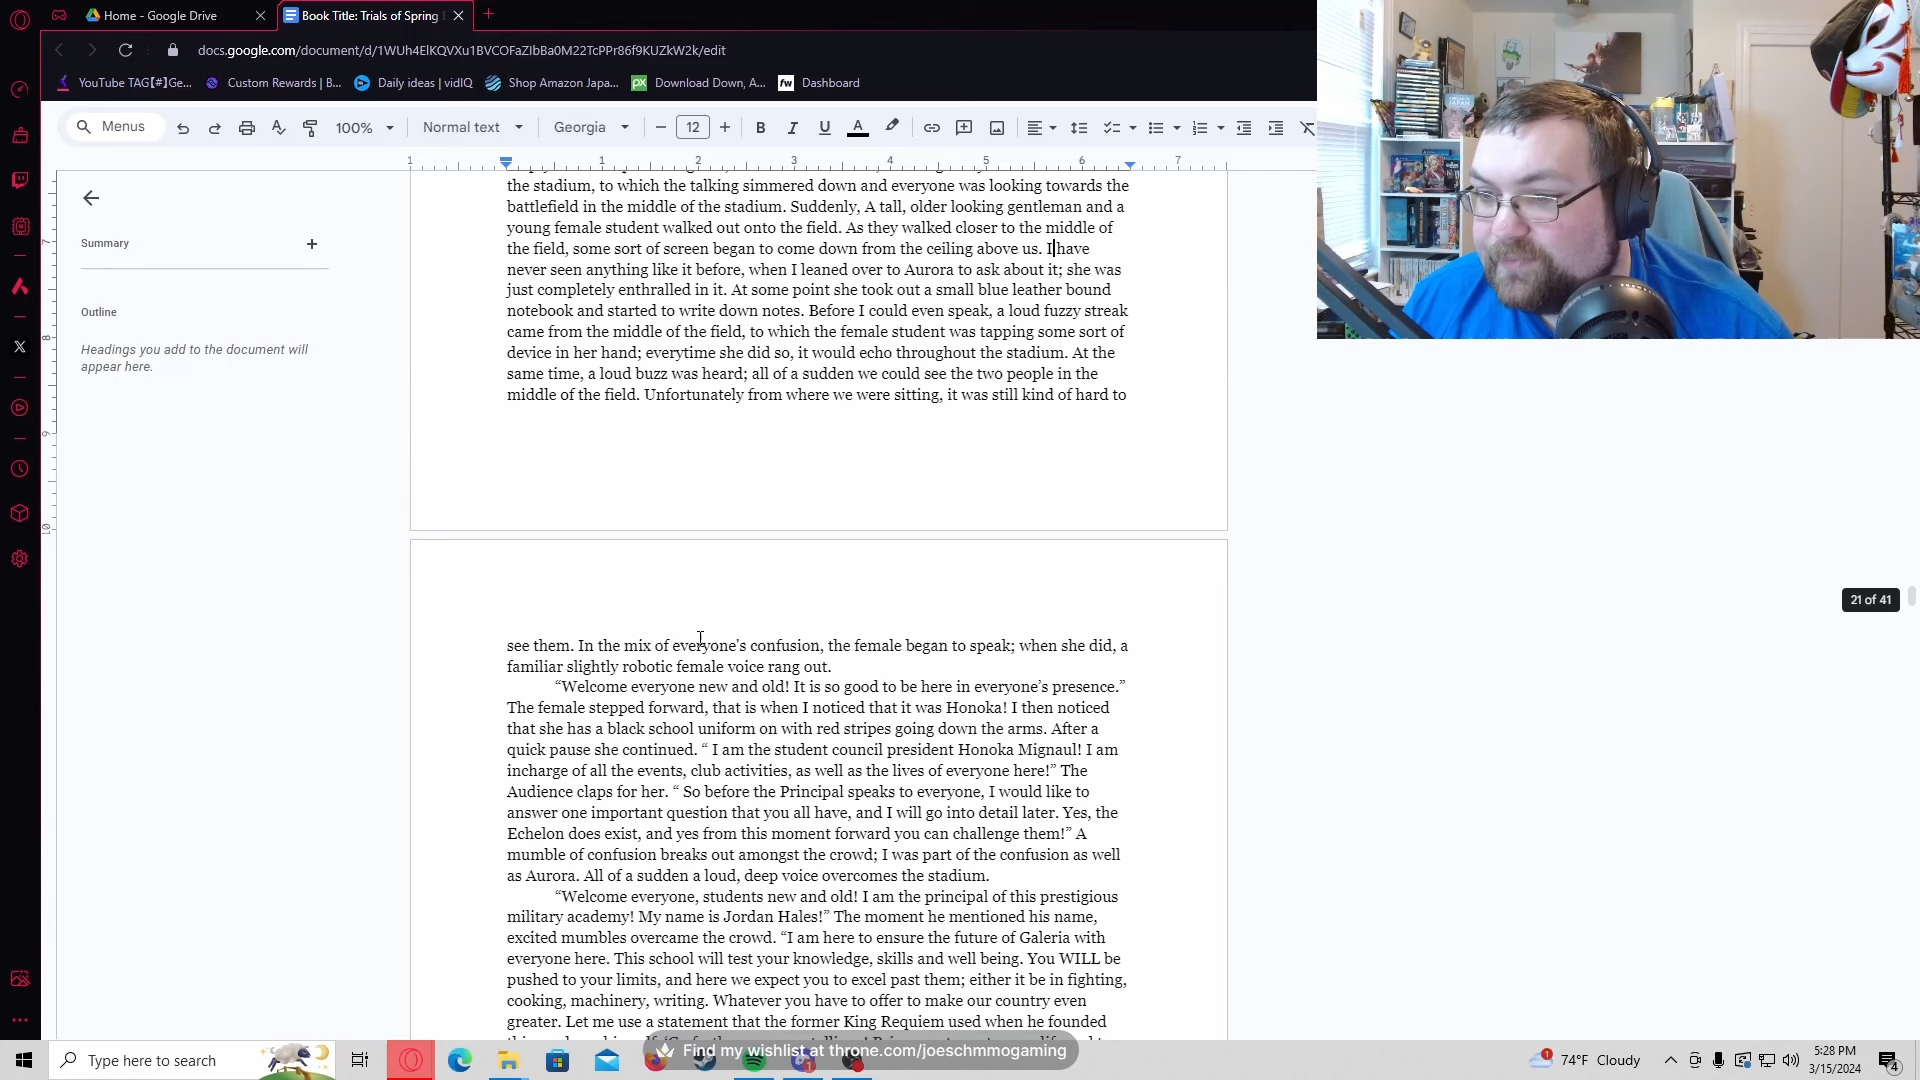 Home - Google Drive
Book Title: Trials of Spring
docs.google.com/document/d/1WUh4ElKQVXu1BVCOFaZIbBa0M22TcPPr86f9KUZkW2k/edit
YouTube TAG【#】Ge...
Custom Rewards | B...
Daily ideas | vidIQ
Shop Amazon Japa...
Download Down, A...
Dashboard
Menus
100%
Normal text
Georgia
12
1 1 2 3 4 5 6 7
Summary
Outline
Headings you add to the document will
appear here.
the stadium, to which the talking simmered down and everyone was looking towards the
battlefield in the middle of the stadium. Suddenly, A tall, older looking gentleman and a
young female student walked out onto the field. As they walked closer to the middle of
the field, some sort of screen began to come down from the ceiling above us. I have
never seen anything like it before, when I leaned over to Aurora to ask about it; she was
just completely enthralled in it. At some point she took out a small blue leather bound
notebook and started to write down notes. Before I could even speak, a loud fuzzy streak
came from the middle of the field, to which the female student was tapping some sort of
device in her hand; everytime she did so, it would echo throughout the stadium. At the
same time, a loud buzz was heard; all of a sudden we could see the two people in the
middle of the field. Unfortunately from where we were sitting, it was still kind of hard to
21 of 41
see them. In the mix of everyone's confusion, the female began to speak; when she did, a
familiar slightly robotic female voice rang out.
“Welcome everyone new and old! It is so good to be here in everyone’s presence.”
The female stepped forward, that is when I noticed that it was Honoka! I then noticed
that she has a black school uniform on with red stripes going down the arms. After a
quick pause she continued. “ I am the student council president Honoka Mignaul! I am
incharge of all the events, club activities, as well as the lives of everyone here!” The
Audience claps for her. “ So before the Principal speaks to everyone, I would like to
answer one important question that you all have, and I will go into detail later. Yes, the
Echelon does exist, and yes from this moment forward you can challenge them!” A
mumble of confusion breaks out amongst the crowd; I was part of the confusion as well
as Aurora. All of a sudden a loud, deep voice overcomes the stadium.
“Welcome everyone, students new and old! I am the principal of this prestigious
military academy! My name is Jordan Hales!” The moment he mentioned his name,
excited mumbles overcame the crowd. “I am here to ensure the future of Galeria with
everyone here. This school will test your knowledge, skills and well being. You WILL be
pushed to your limits, and here we expect you to excel past them; either it be in fighting,
cooking, machinery, writing. Whatever you have to offer to make our country even
greater. Let me use a statement that the former King Requiem used when he founded
Find my wishlist at throne.com/joeschmmogaming
Type here to search
74°F Cloudy
5:28 PM
3/15/2024